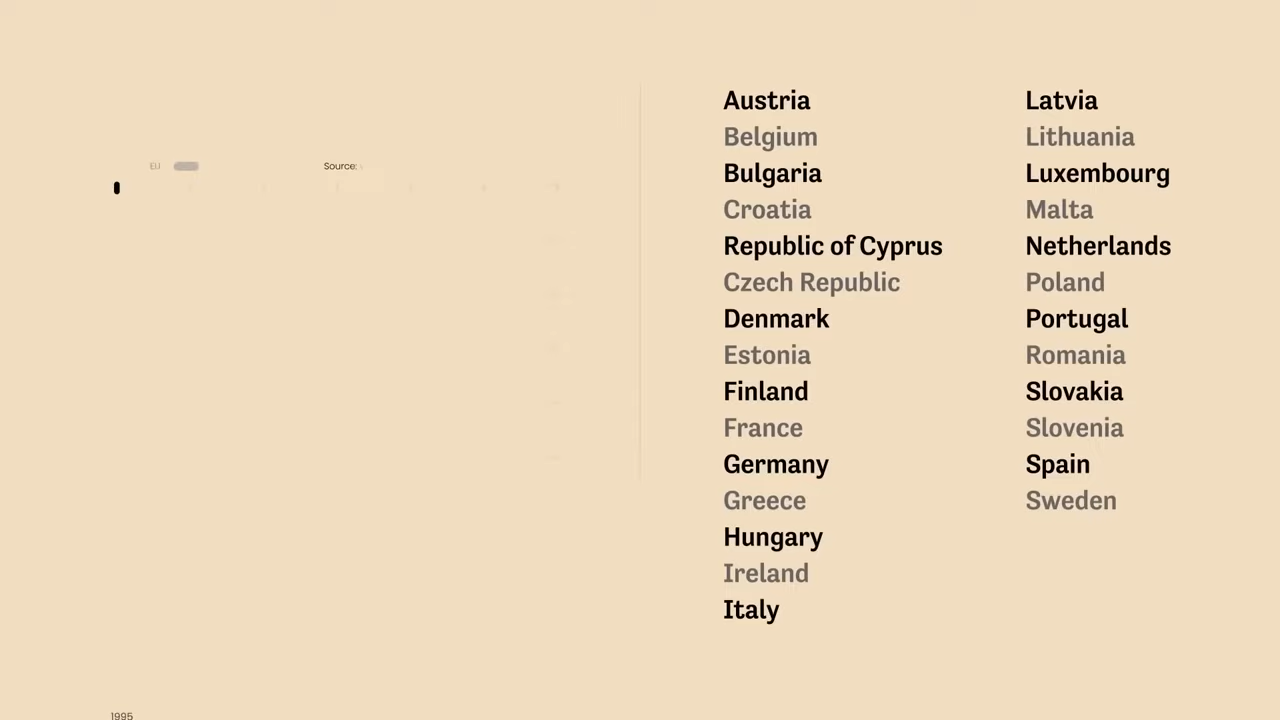 EU
Source:
Austria
Belgium
Bulgaria
Croatia
Republic of Cyprus
Czech Republic
Denmark
Estonia
Finland
France
Germany
Greece
Hungary
Ireland
Italy
Latvia
Lithuania
Luxembourg
Malta
Netherlands
Poland
Portugal
Romania
Slovakia
Slovenia
Spain
Sweden
1995